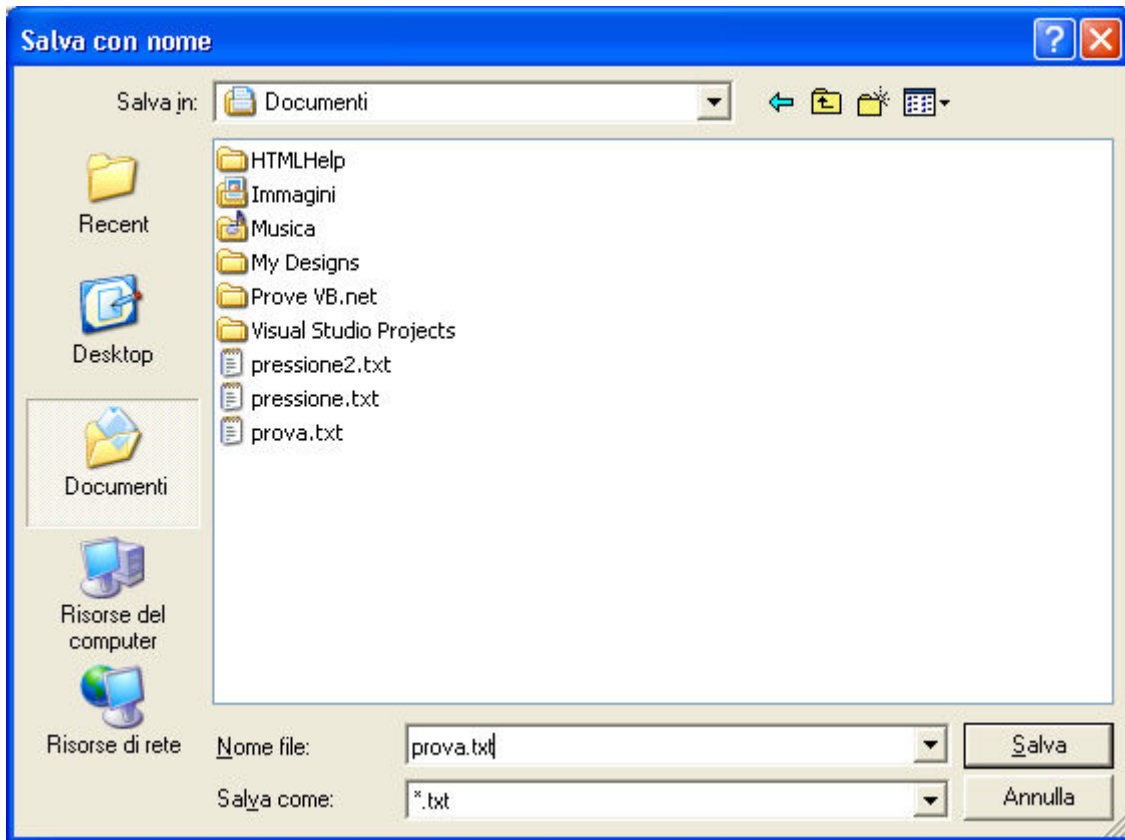 Salva con nome
Salva in: Documenti
Recent
Desktop
Documenti
Risorse del
computer
Risorse di rete
HTMLHelp
Immagini
Musica
My Designs
Prove VB.net
Visual Studio Projects
pressione2.txt
pressione.txt
prova.txt
Nome file: prova.txt Salva
Salva come: *.txt Annulla